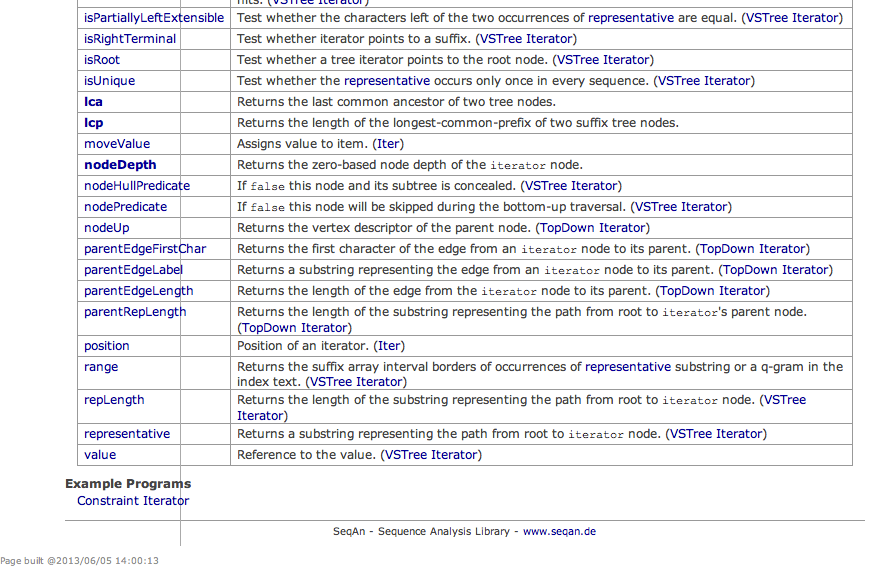 hits. (VSTree Iterator)
isPartiallyLeftExtensible Test whether the characters left of the two occurrences of representative are equal. (VSTree Iterator)
isRightTerminal Test whether iterator points to a suffix. (VSTree Iterator)
isRoot Test whether a tree iterator points to the root node. (VSTree Iterator)
isUnique Test whether the representative occurs only once in every sequence. (VSTree Iterator)
lca Returns the last common ancestor of two tree nodes.
lcp Returns the length of the longest-common-prefix of two suffix tree nodes.
moveValue Assigns value to item. (Iter)
nodeDepth Returns the zero-based node depth of the iterator node.
nodeHullPredicate If false this node and its subtree is concealed. (VSTree Iterator)
nodePredicate If false this node will be skipped during the bottom-up traversal. (VSTree Iterator)
nodeUp Returns the vertex descriptor of the parent node. (TopDown Iterator)
parentEdgeFirstChar Returns the first character of the edge from an iterator node to its parent. (TopDown Iterator)
parentEdgeLabel Returns a substring representing the edge from an iterator node to its parent. (TopDown Iterator)
parentEdgeLength Returns the length of the edge from the iterator node to its parent. (TopDown Iterator)
parentRepLength Returns the length of the substring representing the path from root to iterator's parent node.
(TopDown Iterator)
position Position of an iterator. (Iter)
range Returns the suffix array interval borders of occurrences of representative substring or a q-gram in the
index text. (VSTree Iterator)
repLength Returns the length of the substring representing the path from root to iterator node. (VSTree
Iterator)
representative Returns a substring representing the path from root to iterator node. (VSTree Iterator)
value Reference to the value. (VSTree Iterator)
Example Programs
Constraint Iterator
SeqAn - Sequence Analysis Library - www.seqan.de
Page built @2013/06/05 14:00:13